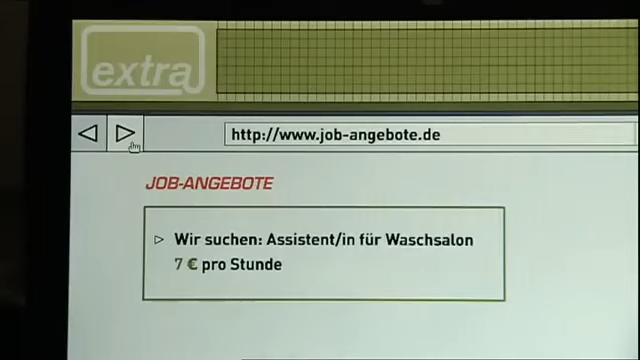 extra
http://www.job-angebote.de
JOB-ANGEBOTE
Wir suchen: Assistent/in für Waschsalon
7 € pro Stunde